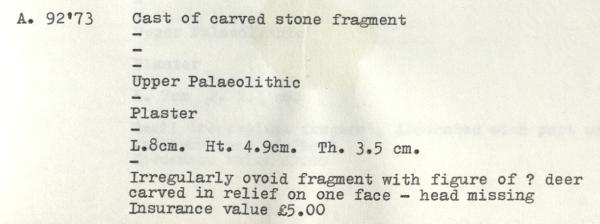 A. 92'73 Cast of carved stone fragment
-
-
-
Upper Palaeolithic
-
Plaster
-
L.8cm. Ht. 4.9cm. Th. 3.5 cm.
-
Irregularly ovoid fragment with figure of ? deer
carved in relief on one face - head missing
Insurance value £5.00